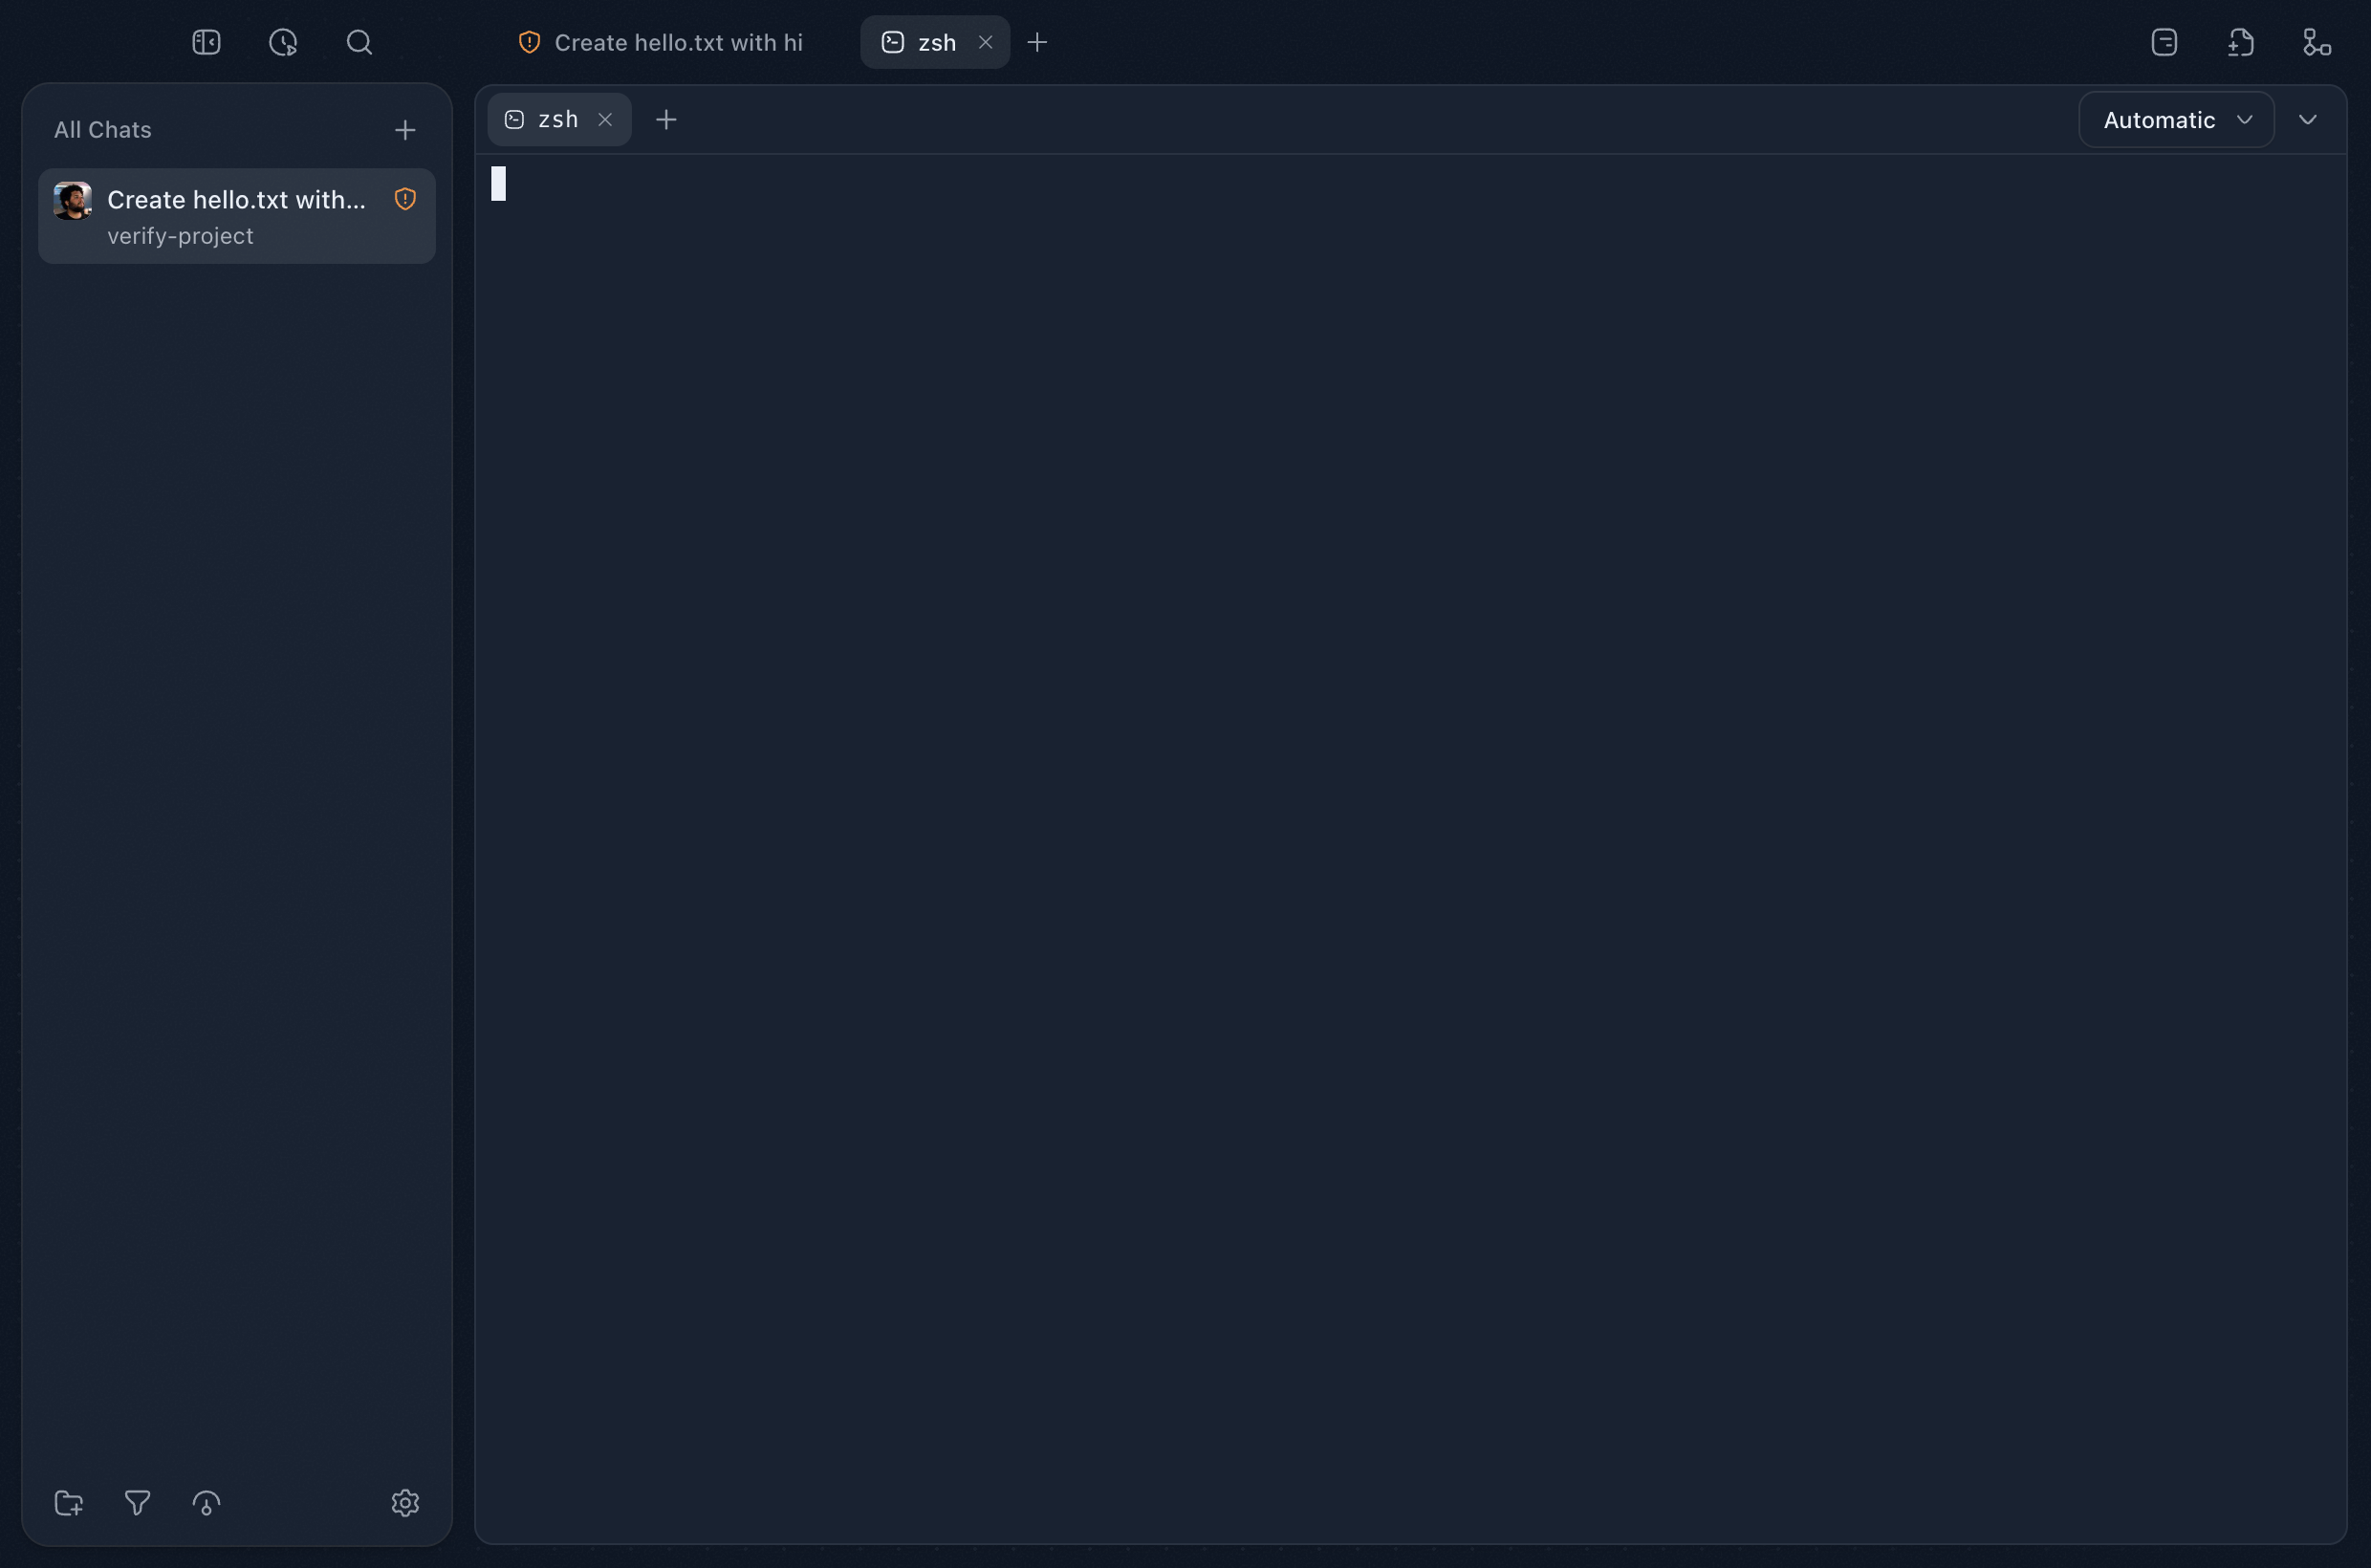 Create hello.txt with hi
zsh
All Chats
zsh
Automatic
Create hello.txt with...
verify-project